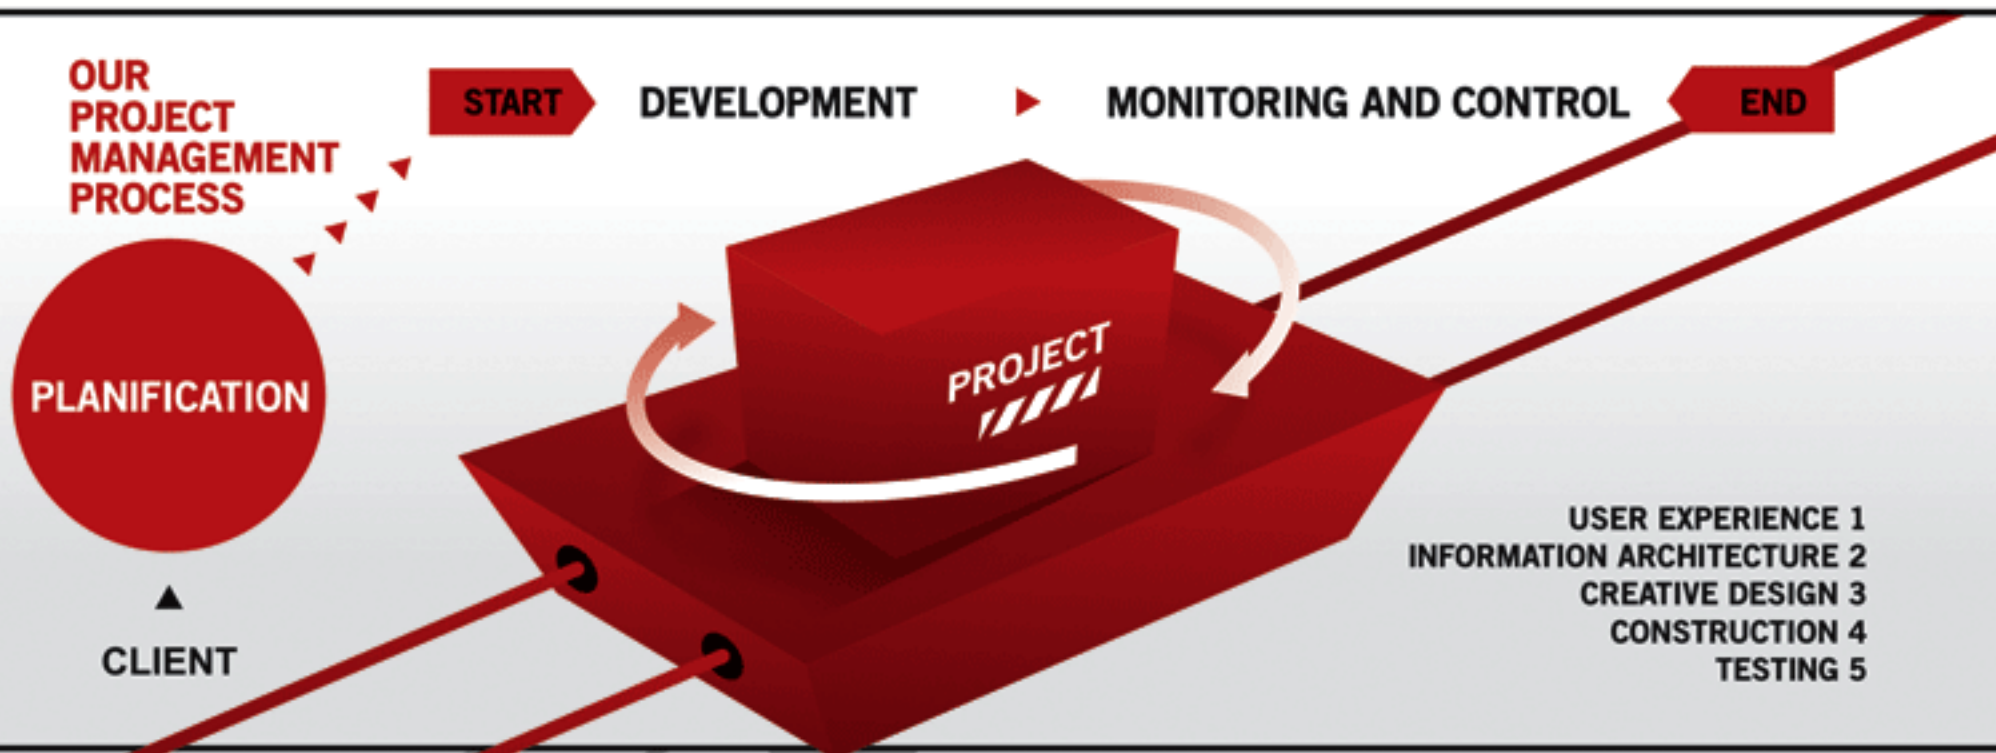 OUR
PROJECT
MANAGEMENT
PROCESS
START
DEVELOPMENT
MONITORING AND CONTROL
END
PLANIFICATION
CLIENT
PROJECT
USER EXPERIENCE 1
INFORMATION ARCHITECTURE 2
CREATIVE DESIGN 3
CONSTRUCTION 4
TESTING 5